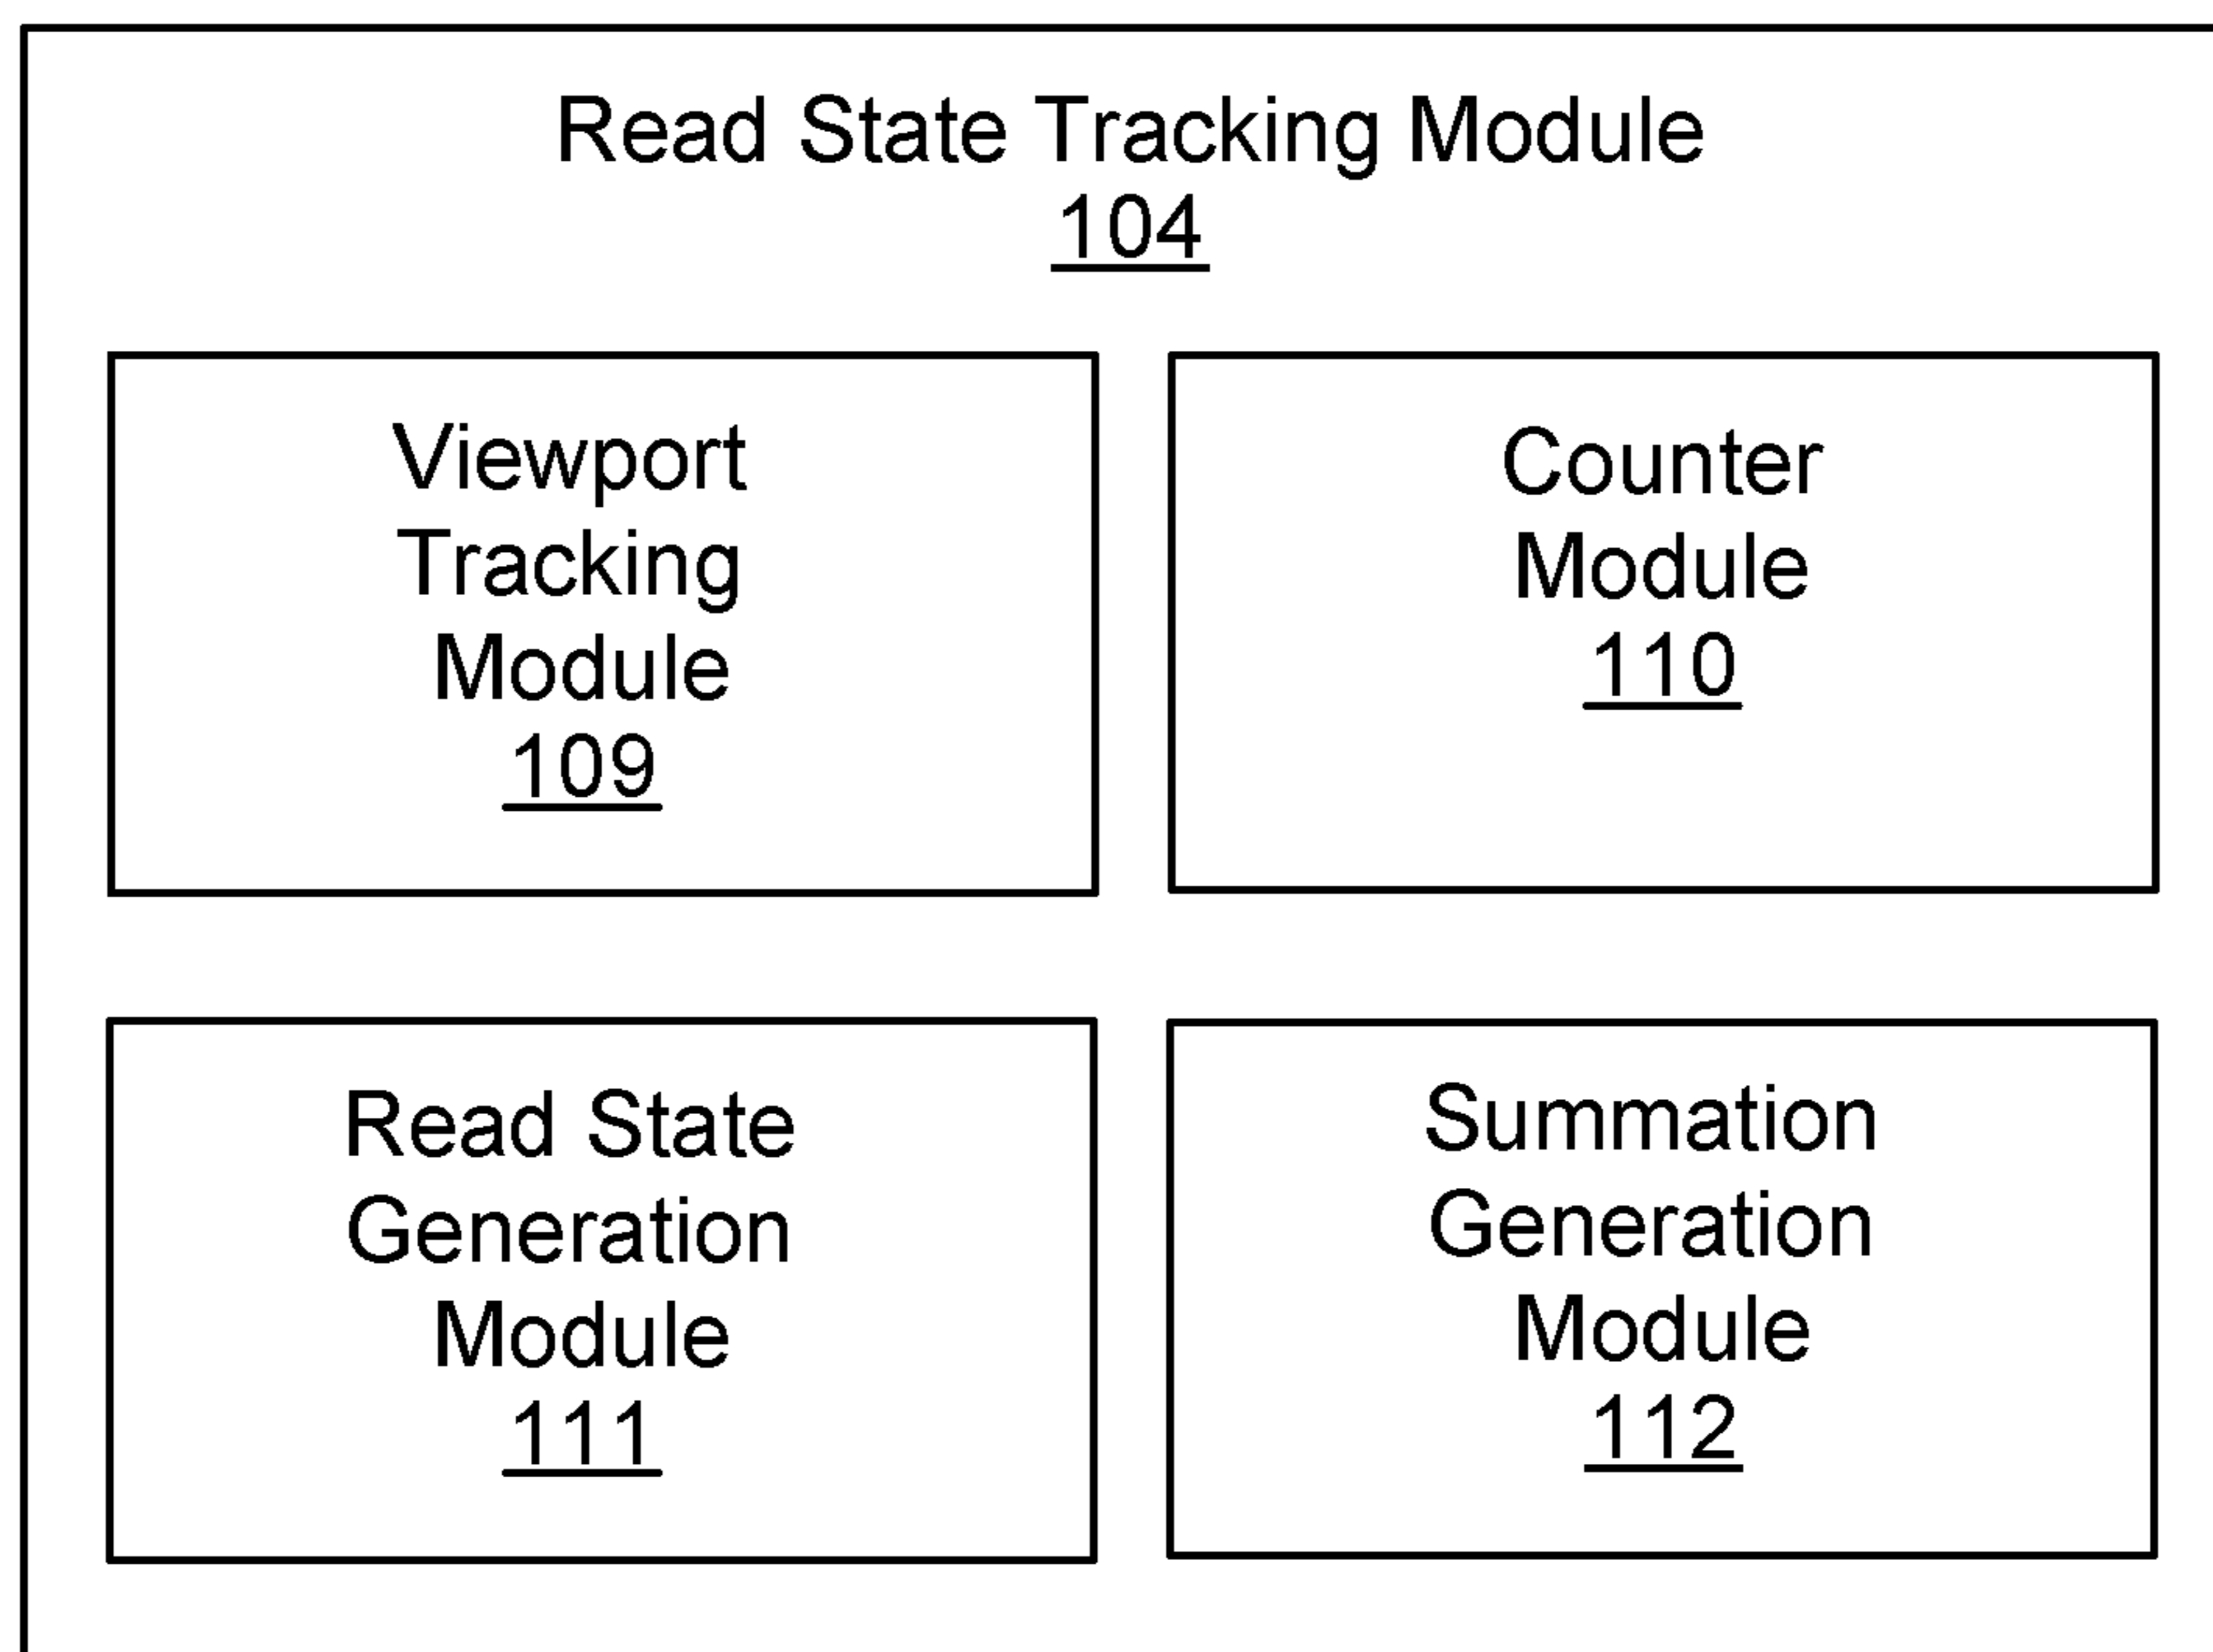 Read State Tracking Module
104
Viewport
Tracking
Module
109
Counter
Module
110
Read State
Generation
Module
111
Summation
Generation
Module
112